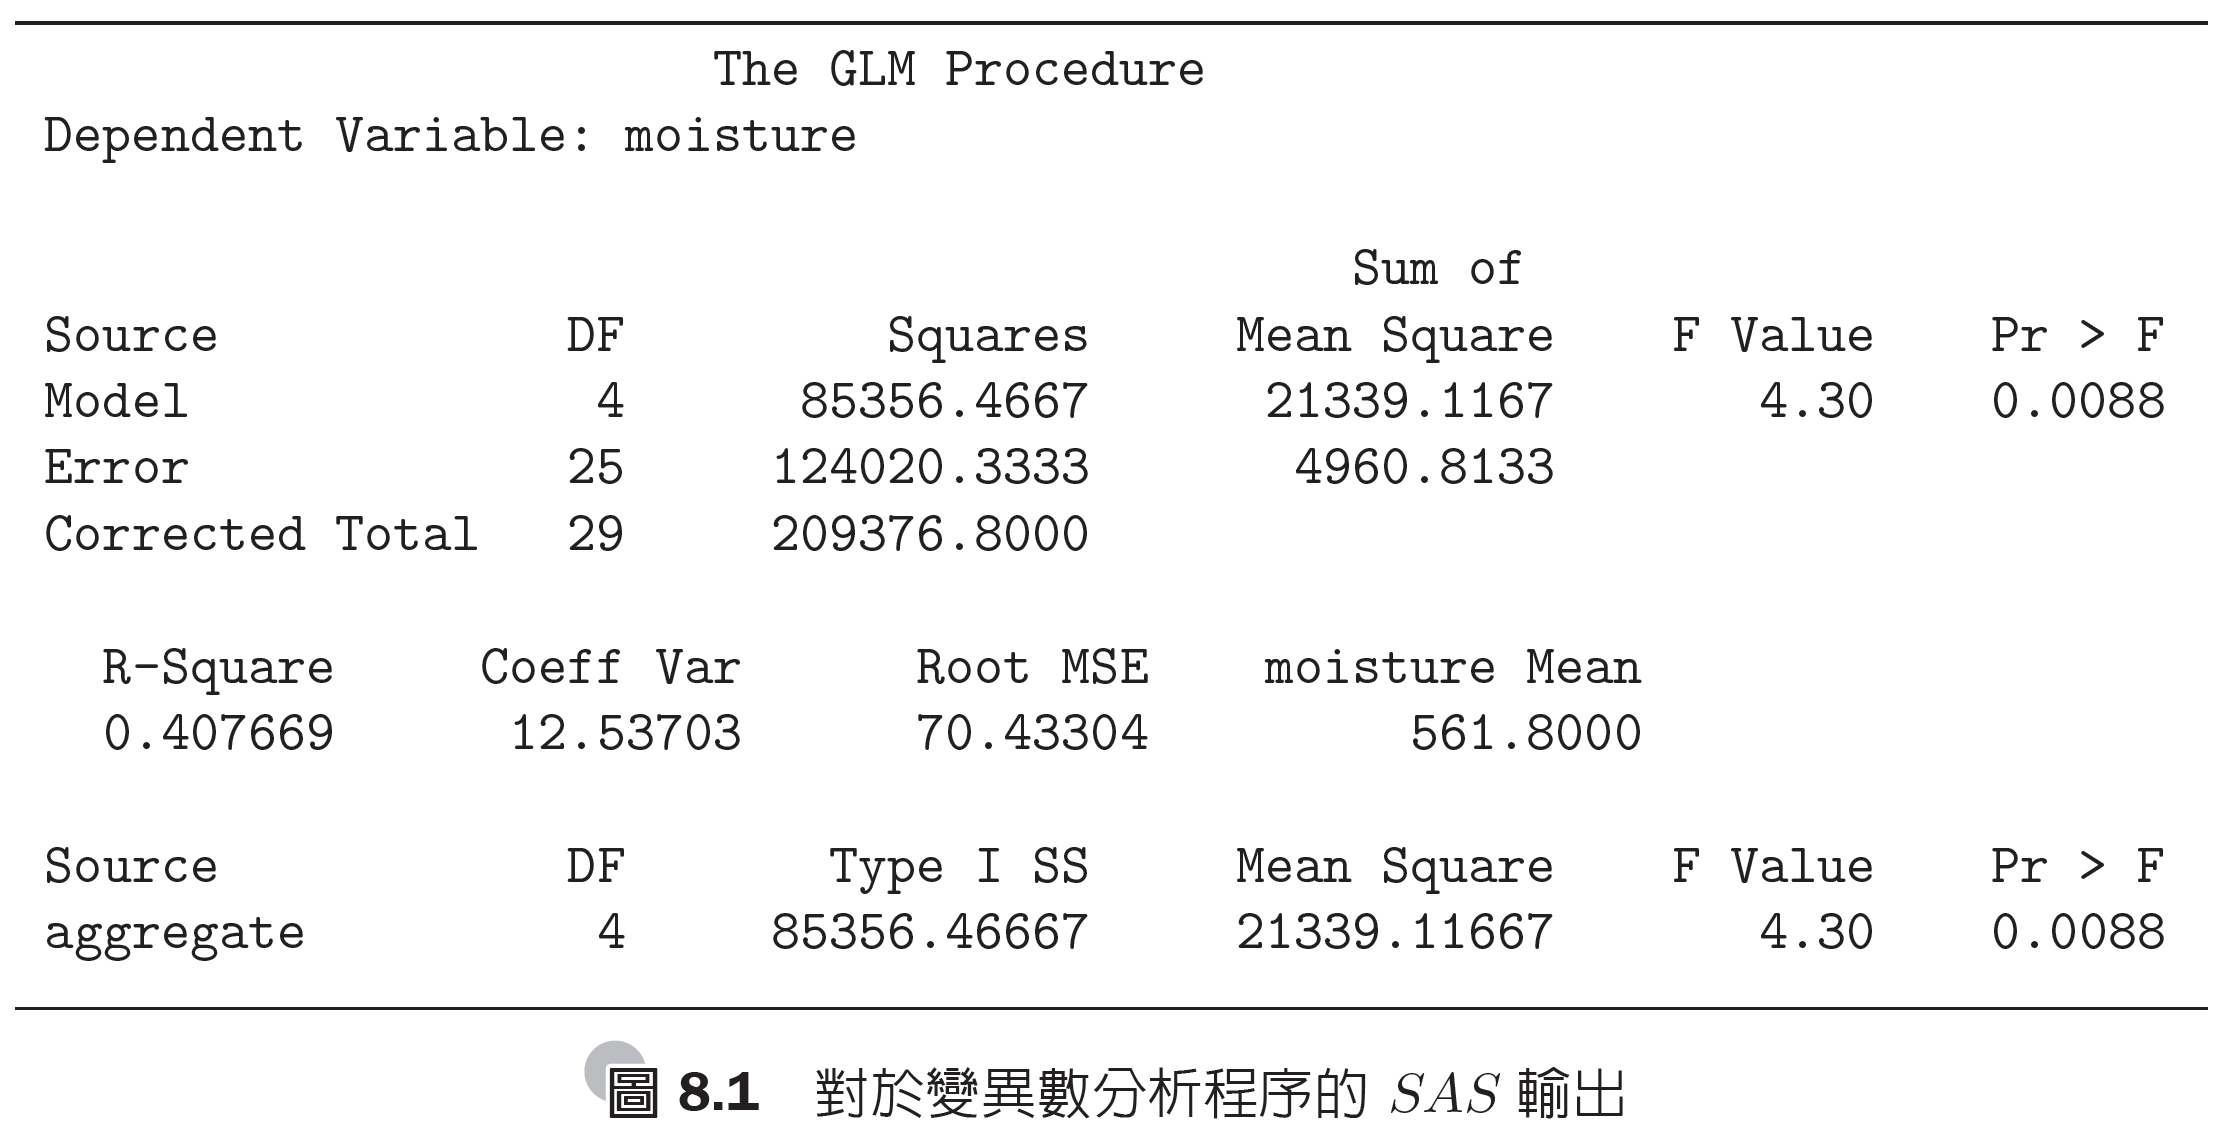 The GLM Procedure
Dependent Variable: moisture
Sum of
Source DF Squares Mean Square F Value Pr > F
Model 4 85356.4667 21339.1167 4.30 0.0088
Error 25 124020.3333 4960.8133
Corrected Total 29 209376.8000
R-Square Coeff Var Root MSE moisture Mean
0.407669 12.53703 70.43304 561.8000
Source DF Type I SS Mean Square F Value Pr > F
aggregate 4 85356.46667 21339.11667 4.30 0.0088
圖 8.1 對於變異數分析程序的 SAS 輸出